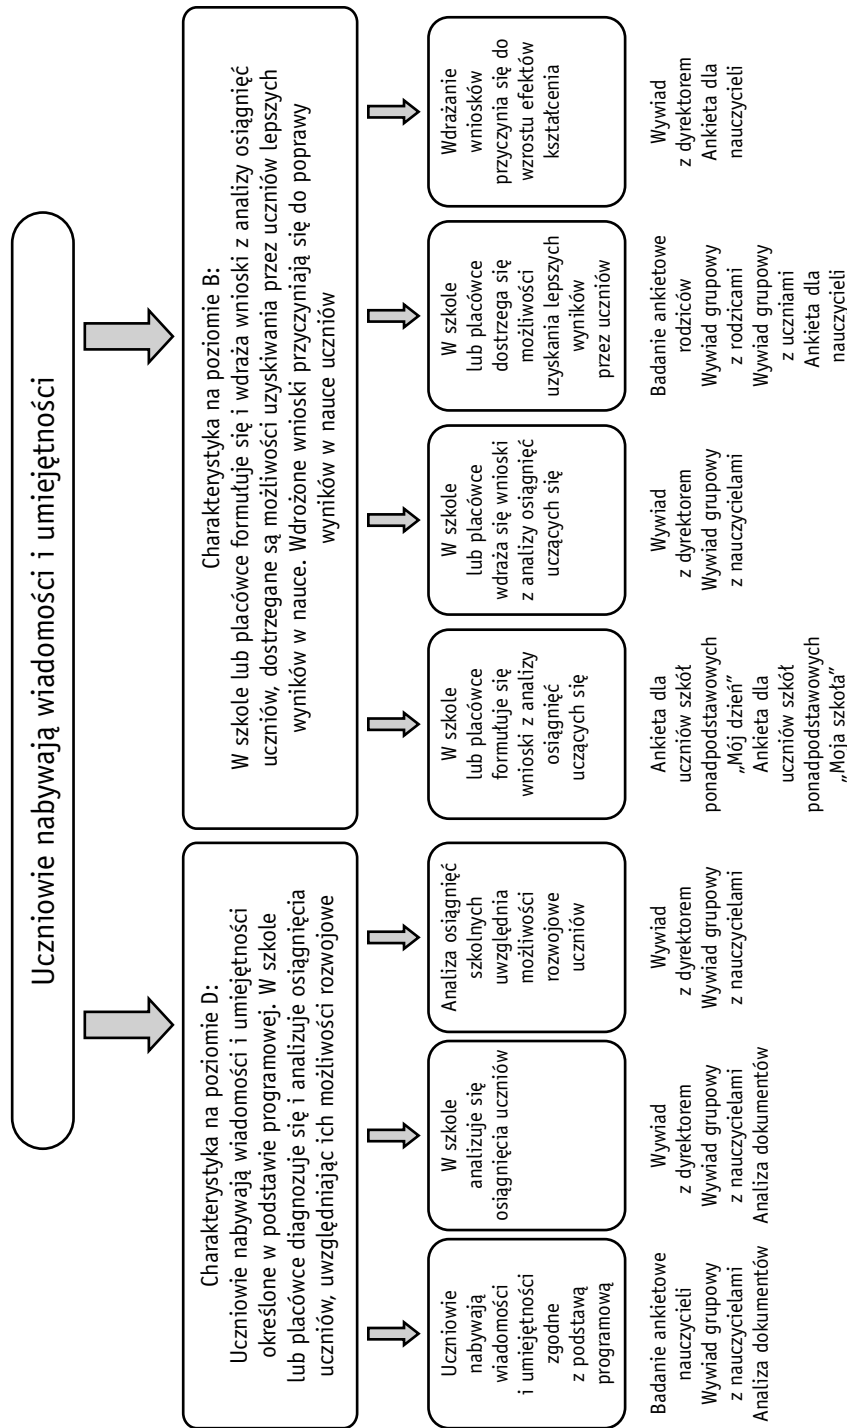 Uczniowie nabywają wiadomości i umiejętności
Charakterystyka na poziomie D:
Uczniowie nabywają wiadomości i umiejętności
określone w podstawie programowej. W szkole
lub placówce diagnozuje się i analizuje osiągnięcia
uczniów, uwzględniając ich możliwości rozwojowe
Charakterystyka na poziomie B:
W szkole lub placówce formułuje się i wdraża wnioski z analizy osiągnięć
uczniów, dostrzegane są możliwości uzyskiwania przez uczniów lepszych
wyników w nauce. Wdrożone wnioski przyczyniają się do poprawy
wyników w nauce uczniów
Uczniowie
nabywają
wiadomości
i umiejętności
zgodne
z podstawą
programową
W szkole
analizuje się
osiągnięcia uczniów
Analiza osiągnięć
szkolnych
uwzględnia
możliwości
rozwojowe
uczniów
W szkole
lub placówce
formułuje się
wnioski z analizy
osiągnięć
uczących się
W szkole
lub placówce
wdraża się wnioski
z analizy osiągnięć
uczących się
W szkole
lub placówce
dostrzega się
możliwości
uzyskania lepszych
wyników
przez uczniów
Wdrażanie
wniosków
przyczynia się do
wzrostu efektów
kształcenia
Badanie ankietowe
nauczycieli
Wywiad grupowy
z nauczycielami
Analiza dokumentów
Wywiad
z dyrektorem
Wywiad grupowy
z nauczycielami
Analiza dokumentów
Wywiad
z dyrektorem
Wywiad grupowy
z nauczycielami
Ankieta dla
uczniów szkół
ponadpodstawowych
„Mój dzień”
Ankieta dla
uczniów szkół
ponadpodstawowych
„Moja szkoła”
Wywiad
z dyrektorem
Wywiad grupowy
z nauczycielami
Badanie ankietowe
rodziców
Wywiad grupowy
z rodzicami
Wywiad grupowy
z uczniami
Ankieta dla
nauczycieli
Wywiad
z dyrektorem
Ankieta dla
nauczycieli